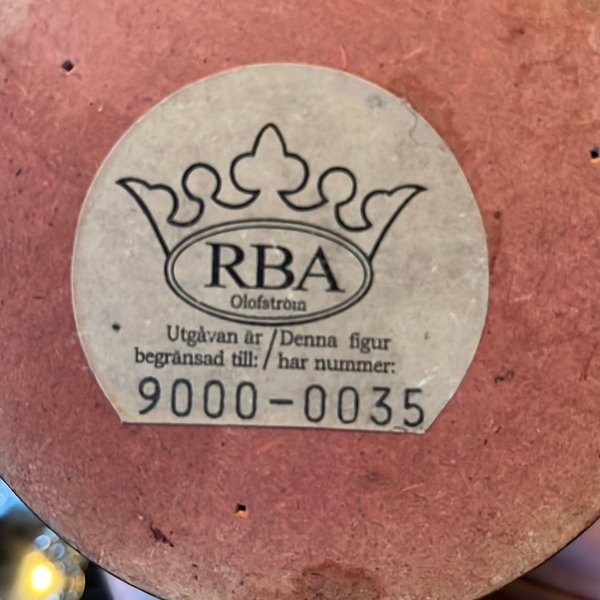 RBA
Olofström
Utgåvan är / Denna figur
begränsad till: / har nummer:
9000-0035